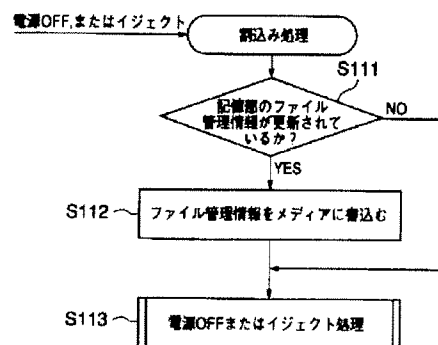 電源OFF,またはイジェクト
割込み処理
S111
記憶部のファイル
管理情報が更新されて
いるか?
NO
YES
S112
ファイル管理情報をメディアに書込む
S113
電源OFFまたはイジェクト処理